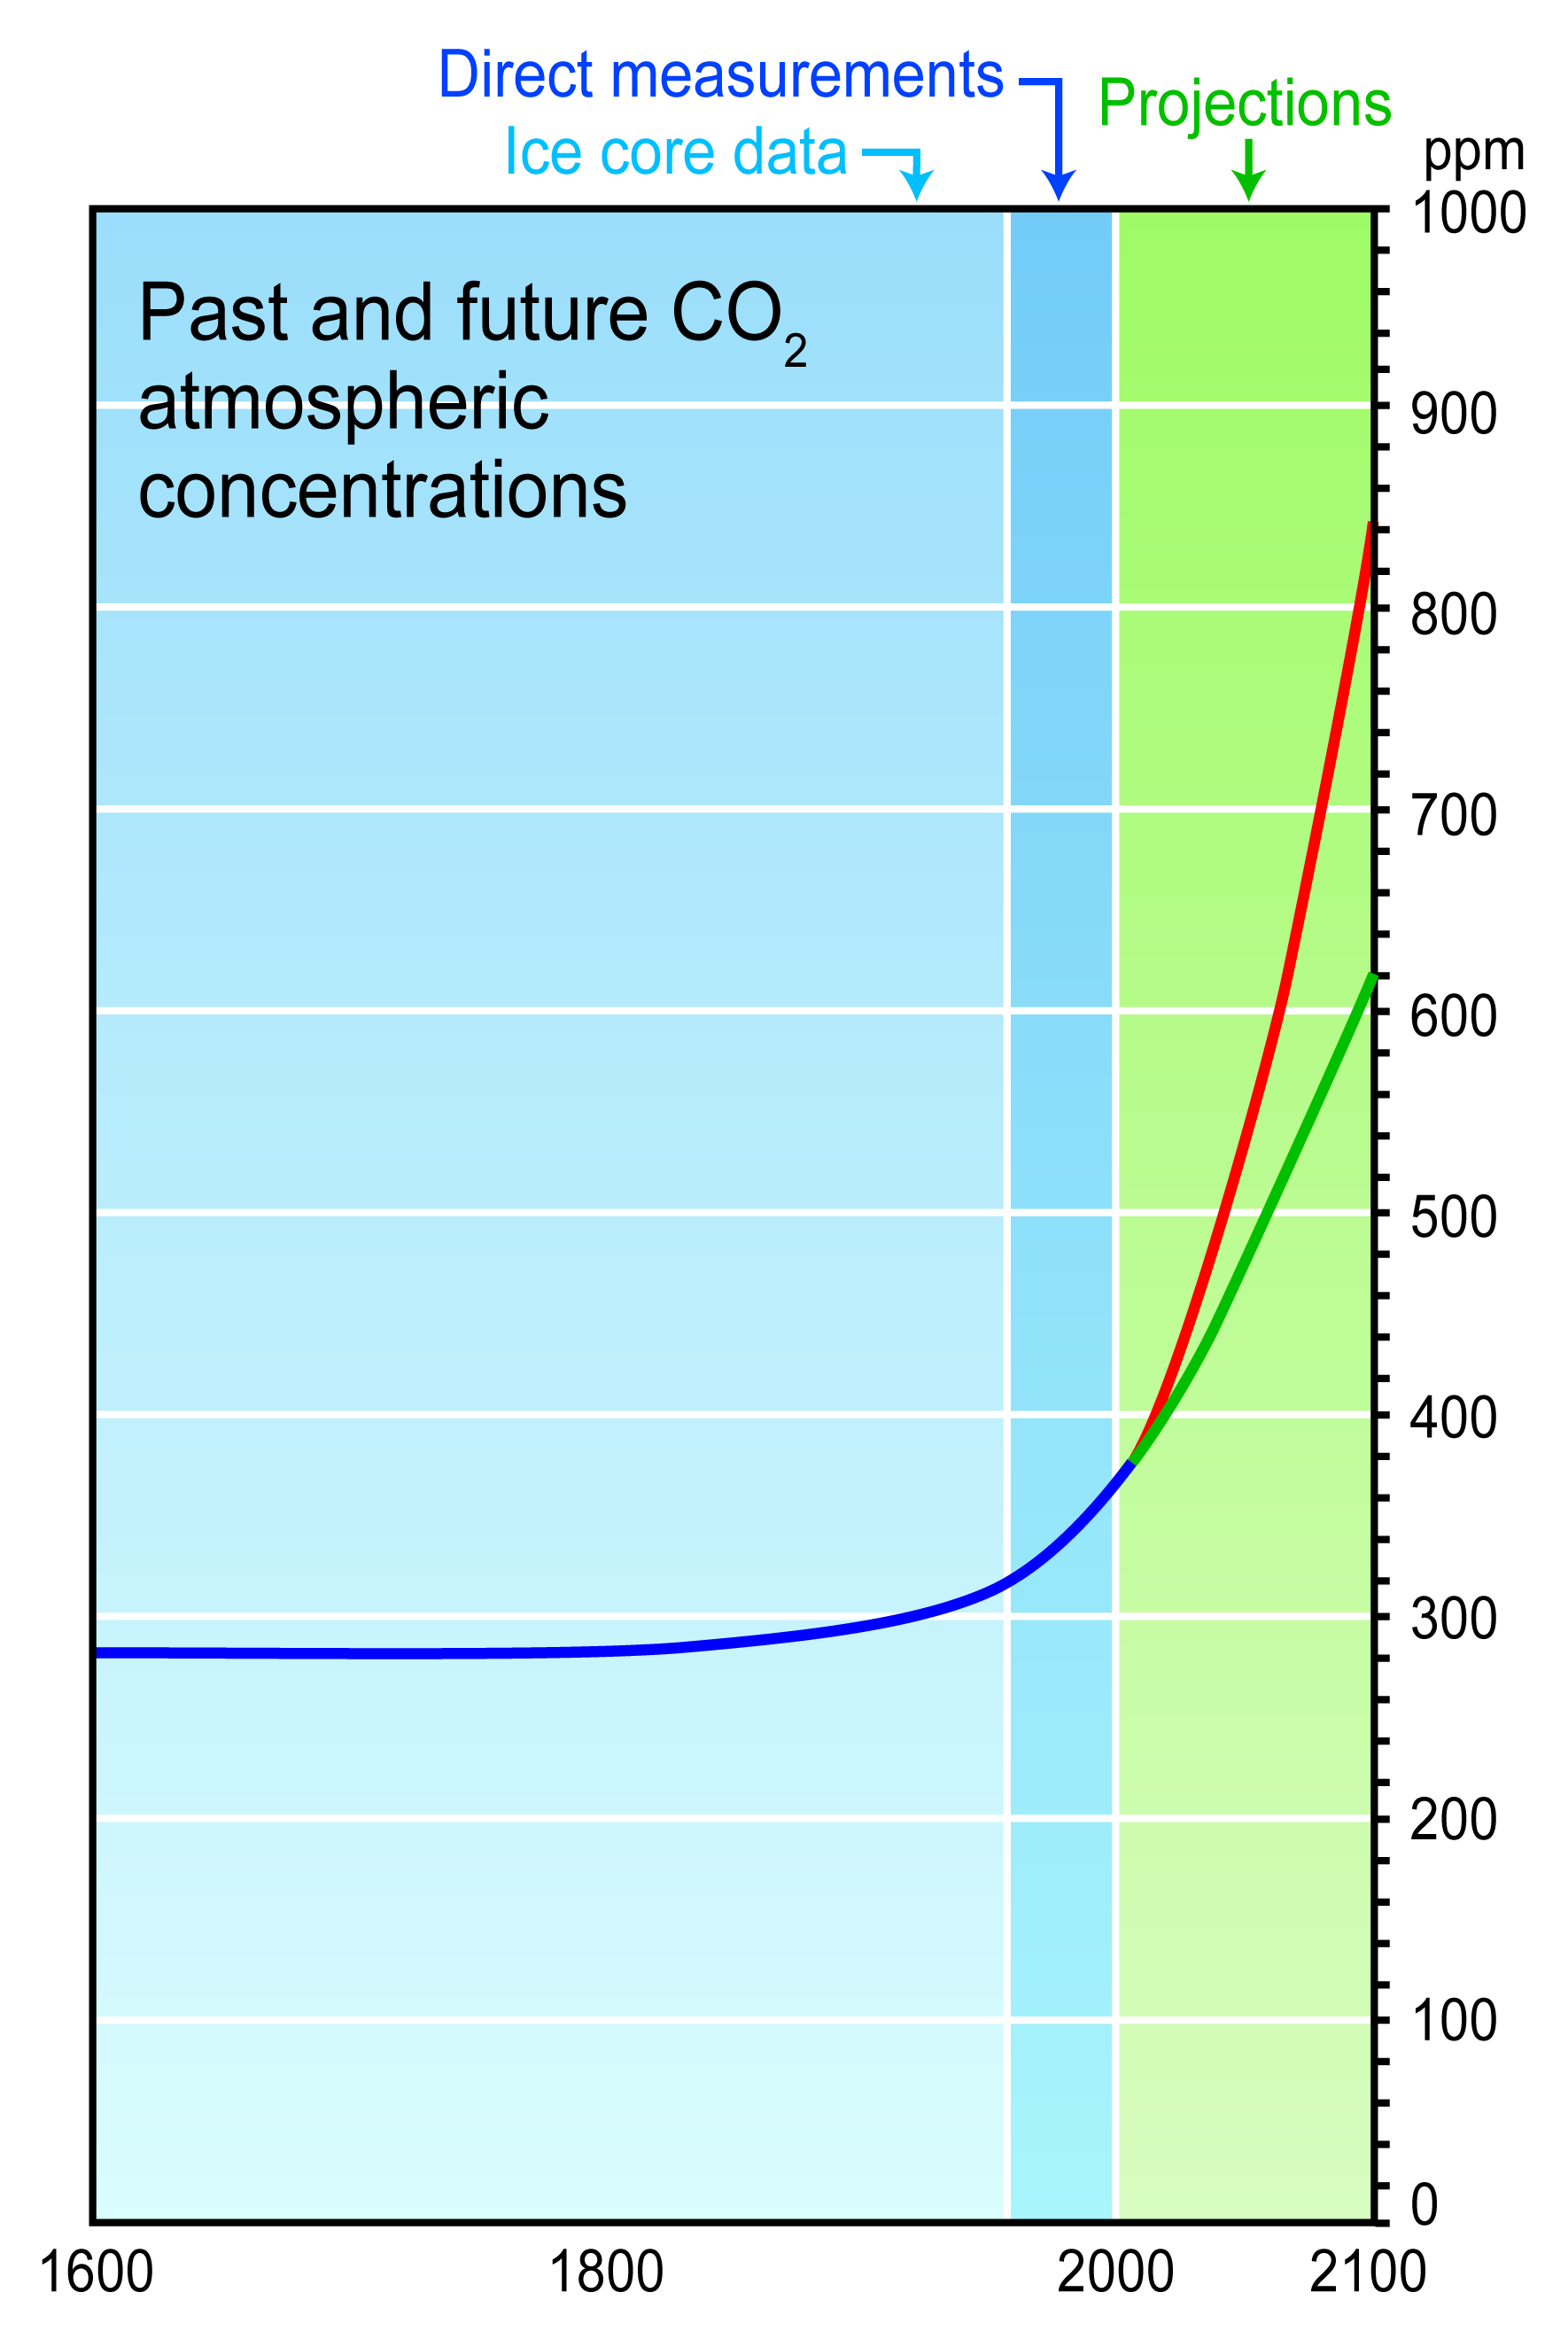 Direct measurements
Ice core data
Projections
ppm
Past and future CO₂
atmospheric
concentrations
1000
900
800
700
600
500
400
300
200
100
0
1600 1800 2000 2100